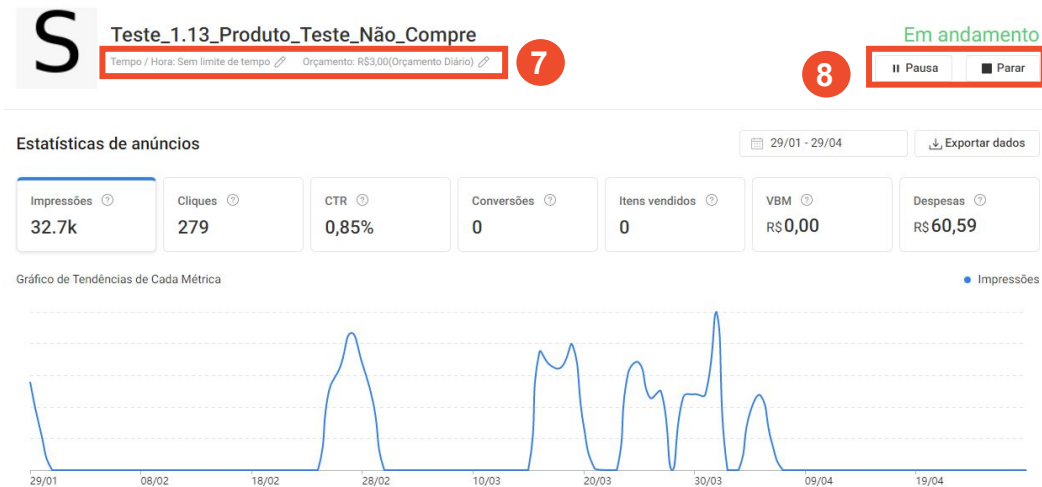 S
Teste_1.13_Produto_Teste_Não_Compre
Em andamento
Tempo / Hora: Sem limite de tempo Orçamento: R$3,00(Orçamento Diário)
7
8
Pausa Parar
Estatísticas de anúncios
29/01 - 29/04
Exportar dados
Impressões ? Cliques ? CTR ? Conversões ? Itens vendidos ? VBM ? Despesas ?
32.7k 279 0,85% 0 0 R$0,00 R$60,59
Gráfico de Tendências de Cada Métrica
Impressões
29/01 08/02 18/02 28/02 10/03 20/03 30/03 09/04 19/04